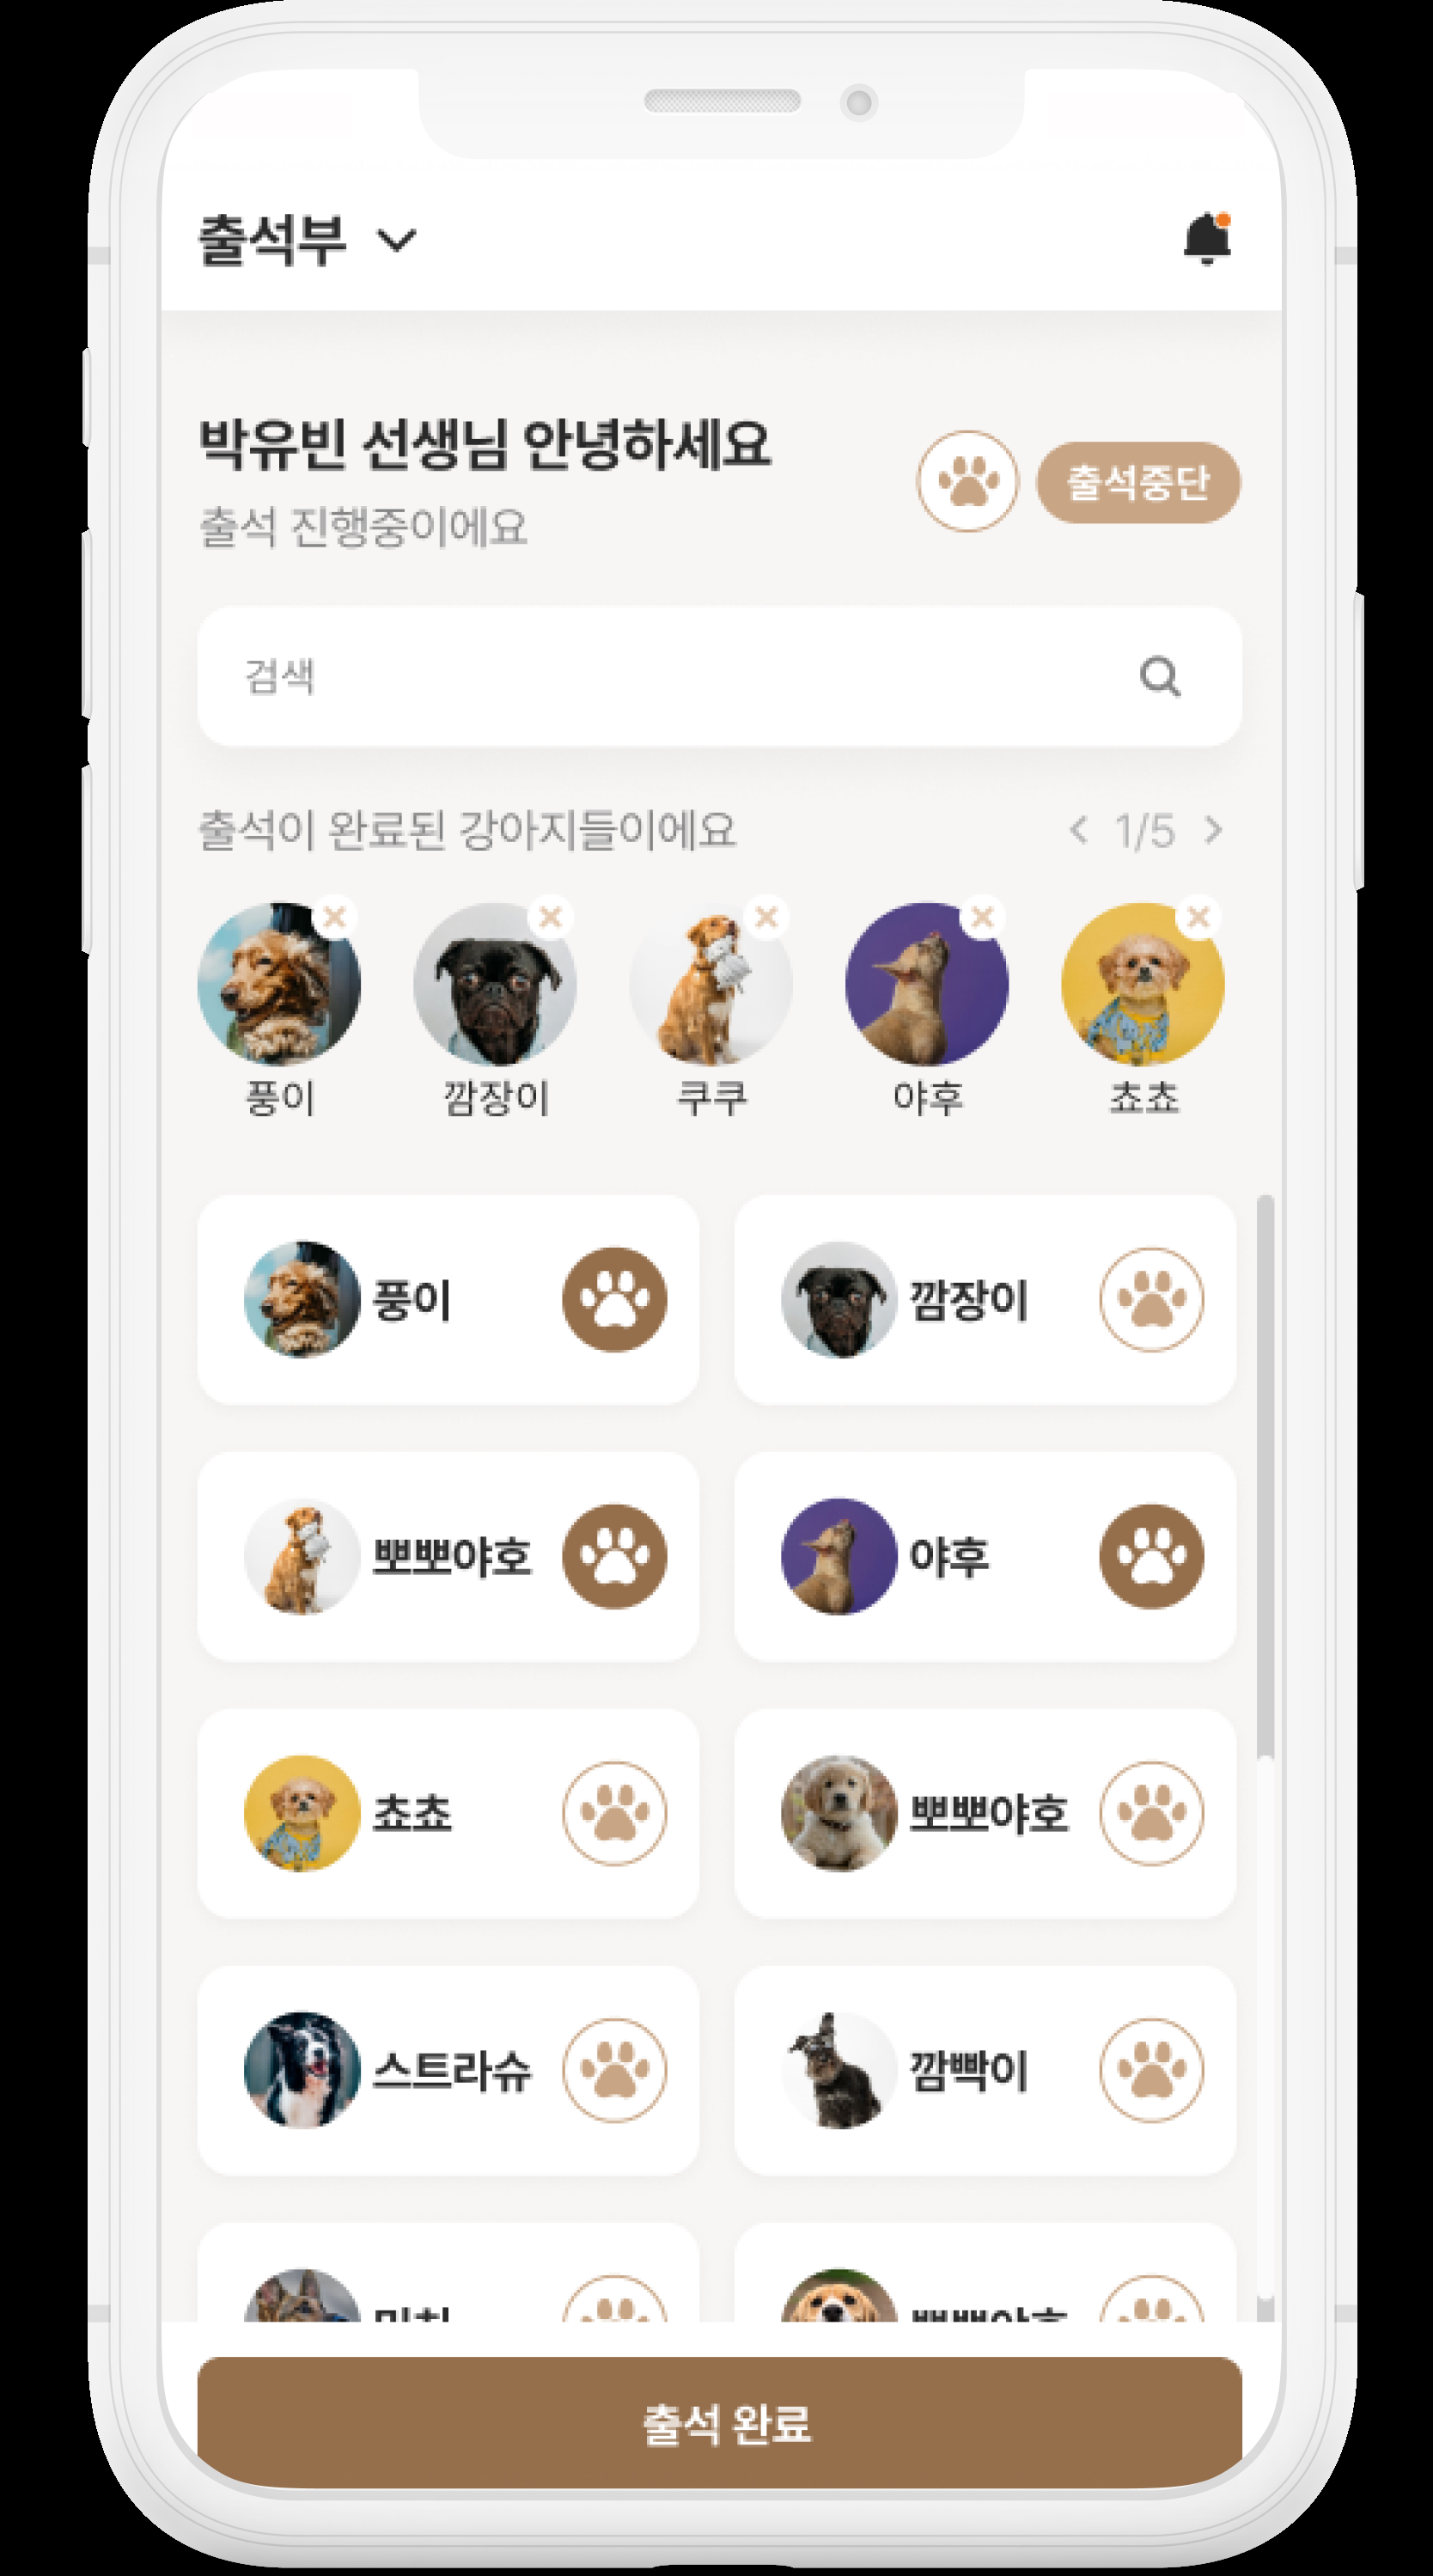 출석부
박유빈 선생님 안녕하세요
출석 진행중이에요
출석중단
검색
출석이 완료된 강아지들이에요
1/5
풍이 깜장이 쿠쿠 야후 쵸쵸
풍이 깜장이
뽀뽀야호 야후
쵸쵸 뽀뽀야호
스트라슈 깜빡이
뽀뽀야호
출석 완료